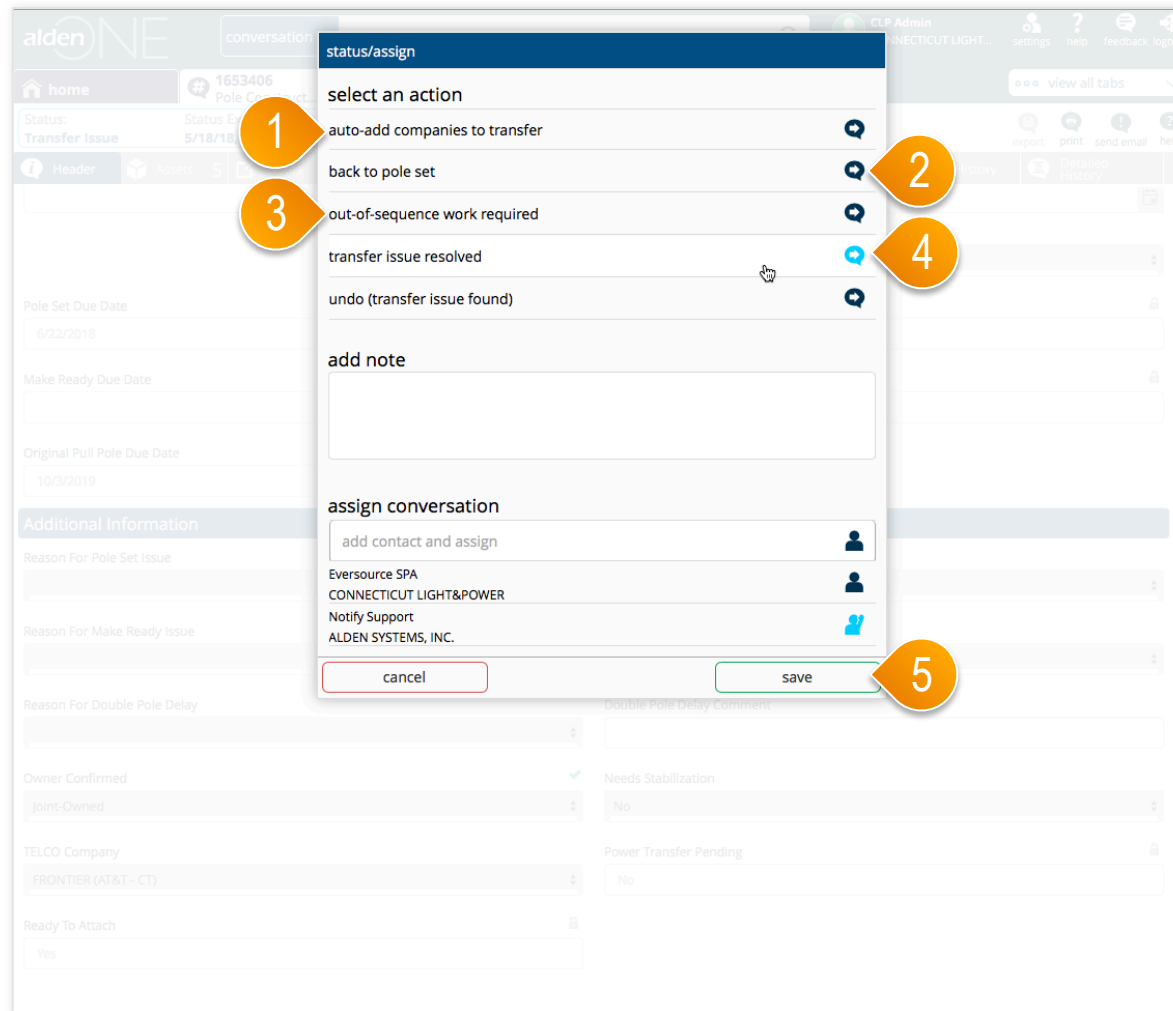 alden ONE
conversation
CLP Admin
CONNECTICUT LIGHT...
settings
help
feedback
home
1653406
view all tabs
Status:
Transfer Issue
5/18/18
export
print
send email
Header
Assets 5
History
Detailed
History
status/assign
select an action
1
auto-add companies to transfer
back to pole set
2
3
out-of-sequence work required
transfer issue resolved
4
undo (transfer issue found)
add note
assign conversation
add contact and assign
Eversource SPA
CONNECTICUT LIGHT&POWER
Notify Support
ALDEN SYSTEMS, INC.
cancel
save
5
Pole Set Due Date
6/22/2018
Make Ready Due Date
Original Pull Pole Due Date
10/3/2019
Additional Information
Reason For Pole Set Issue
Reason For Make Ready Issue
Reason For Double Pole Delay
Double Pole Delay Comment
Owner Confirmed
Needs Stabilization
Joint-Owned
No
TELCO Company
Power Transfer Pending
FRONTIER (AT&T - CT)
No
Ready To Attach
Yes